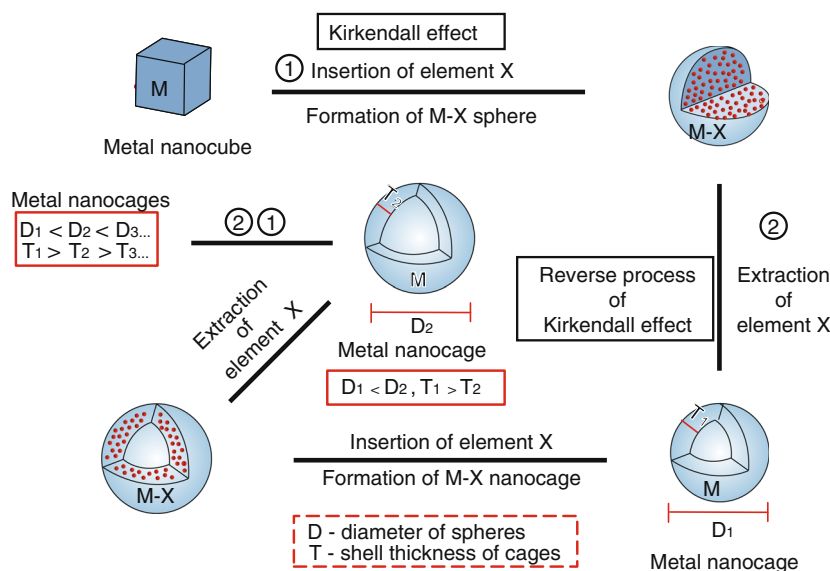 Kirkendall effect
① Insertion of element X
Formation of M-X sphere
M
Metal nanocube
M-X
Metal nanocages
D₁ < D₂ < D₃...
T₁ > T₂ > T₃...
② ①
T₂
M
D₂
Metal nanocage
D₁ < D₂, T₁ > T₂
Extraction
of
element X
Reverse process
of
Kirkendall effect
②
Extraction
of
element X
M-X
Insertion of element X
Formation of M-X nanocage
T₁
M
D₁
Metal nanocage
D - diameter of spheres
T - shell thickness of cages